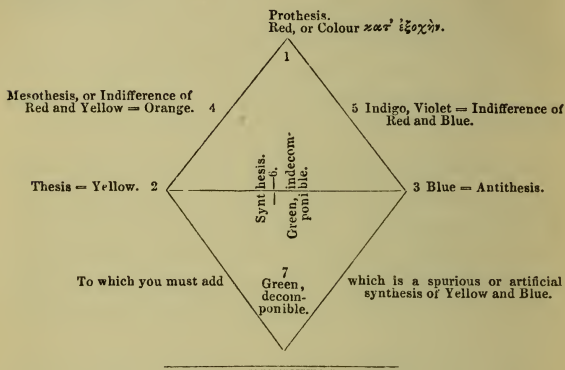 Prothesis.
Red, or Colour κατ' ἐξοχὴν.
1
Mesothesis, or Indifference of
Red and Yellow = Orange. 4
5 Indigo, Violet = Indifference of
Red and Blue.
Synthesis.
—6.
Green, indecom-
ponible.
Thesis = Yellow. 2
3 Blue = Antithesis.
To which you must add
7
Green,
decom-
ponible.
which is a spurious or artificial
synthesis of Yellow and Blue.